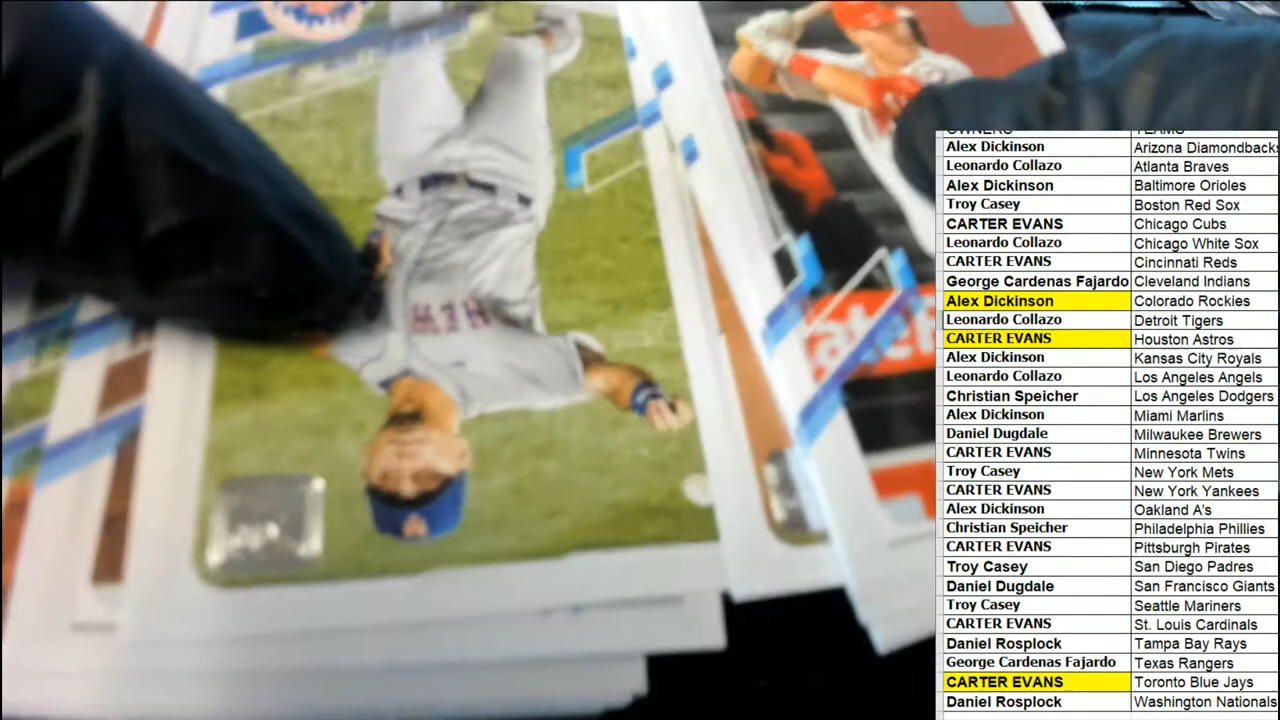 OWNERS TEAMS
Alex Dickinson Arizona Diamondbacks
Leonardo Collazo Atlanta Braves
Alex Dickinson Baltimore Orioles
Troy Casey Boston Red Sox
CARTER EVANS Chicago Cubs
Leonardo Collazo Chicago White Sox
CARTER EVANS Cincinnati Reds
George Cardenas Fajardo Cleveland Indians
Alex Dickinson Colorado Rockies
Leonardo Collazo Detroit Tigers
CARTER EVANS Houston Astros
Alex Dickinson Kansas City Royals
Leonardo Collazo Los Angeles Angels
Christian Speicher Los Angeles Dodgers
Alex Dickinson Miami Marlins
Daniel Dugdale Milwaukee Brewers
CARTER EVANS Minnesota Twins
Troy Casey New York Mets
CARTER EVANS New York Yankees
Alex Dickinson Oakland A's
Christian Speicher Philadelphia Phillies
CARTER EVANS Pittsburgh Pirates
Troy Casey San Diego Padres
Daniel Dugdale San Francisco Giants
Troy Casey Seattle Mariners
CARTER EVANS St. Louis Cardinals
Daniel Rosplock Tampa Bay Rays
George Cardenas Fajardo Texas Rangers
CARTER EVANS Toronto Blue Jays
Daniel Rosplock Washington Nationals
NEW